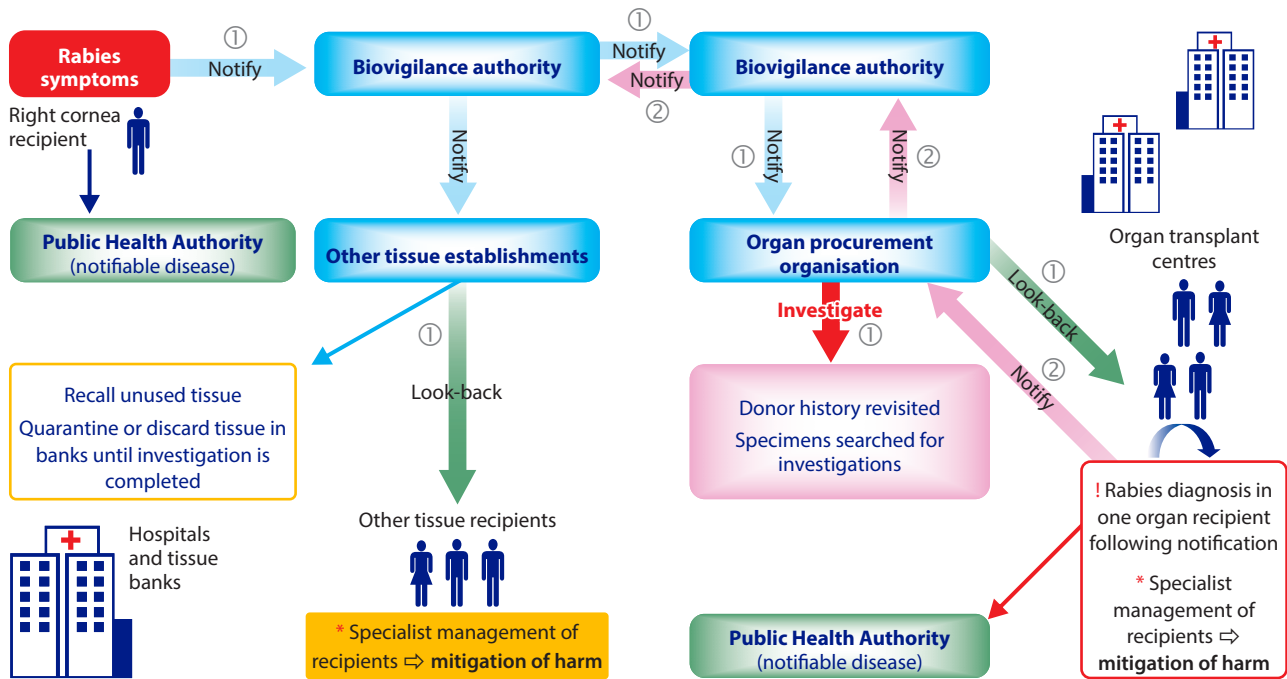 Rabies
symptoms
①
Notify
Biovigilance authority
①
Notify
Notify
②
Biovigilance authority
Right cornea
recipient
Notify
①
Notify
Notify
②
Public Health Authority
(notifiable disease)
Other tissue establishments
Organ procurement
organisation
Organ transplant
centres
①
Look-back
Investigate
①
①
Look-back
②
Notify
Recall unused tissue
Quarantine or discard tissue in
banks until investigation is
completed
Donor history revisited
Specimens searched for
investigations
Hospitals
and tissue
banks
Other tissue recipients
* Specialist management of
recipients ⇨ mitigation of harm
! Rabies diagnosis in
one organ recipient
following notification
* Specialist
management of
recipients ⇨
mitigation of harm
Public Health Authority
(notifiable disease)